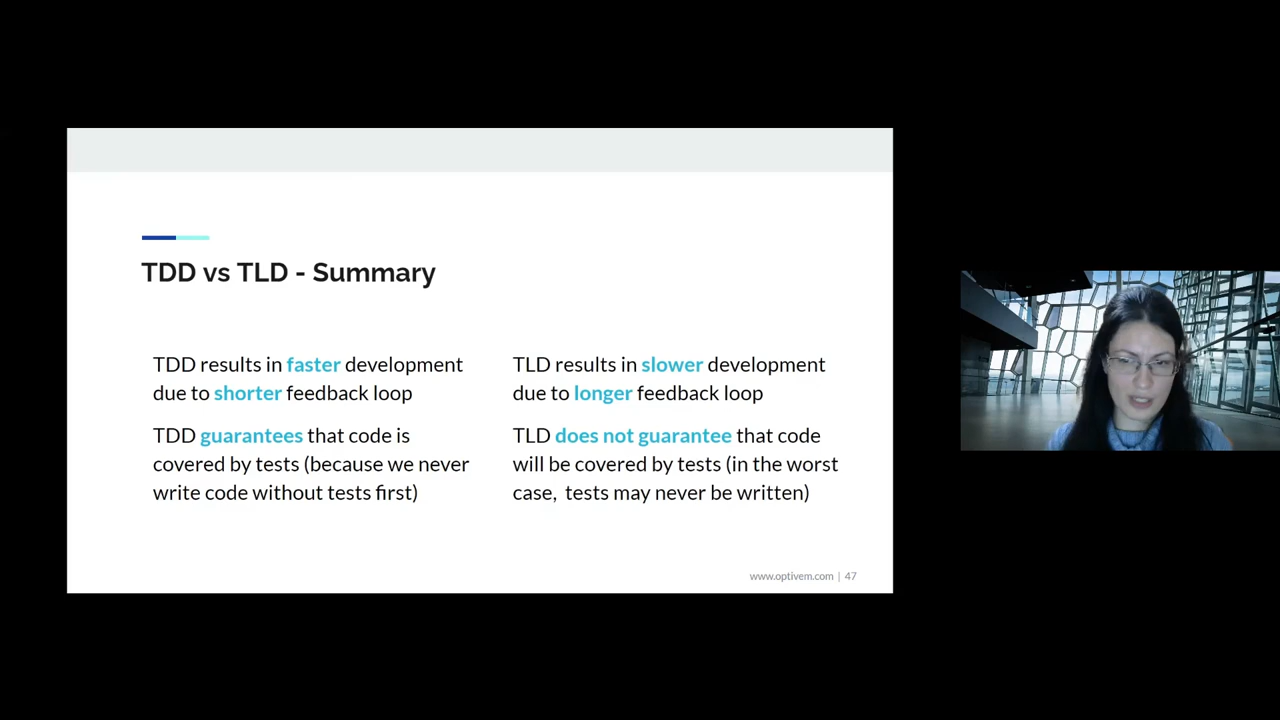 TDD vs TLD - Summary
TDD results in faster development
due to shorter feedback loop
TDD guarantees that code is
covered by tests (because we never
write code without tests first)
TLD results in slower development
due to longer feedback loop
TLD does not guarantee that code
will be covered by tests (in the worst
case, tests may never be written)
www.optivem.com | 47